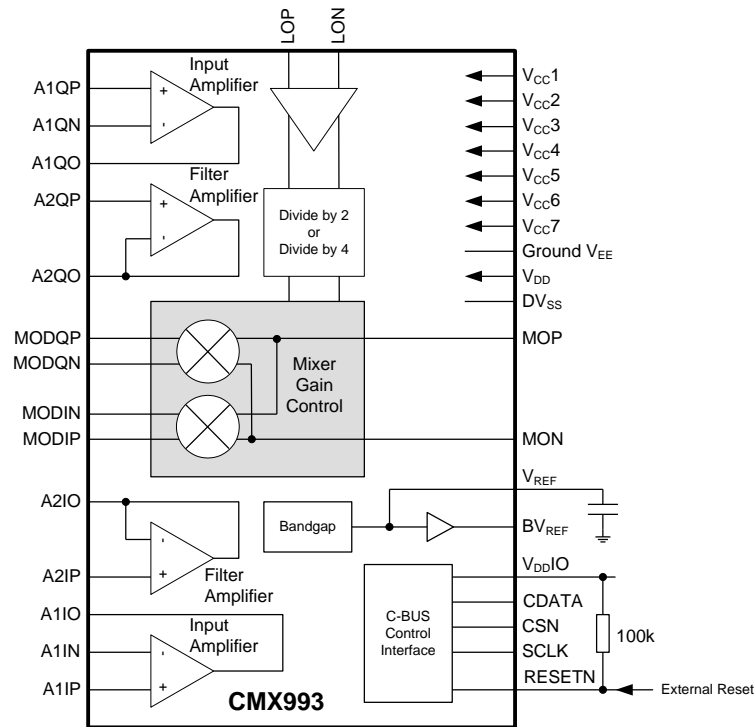 LOP
LON
Input
Amplifier
A1QP
+
A1QN
-
A1QO
Filter
Amplifier
A2QP
+
-
A2QO
Divide by 2
or
Divide by 4
VCC1
VCC2
VCC3
VCC4
VCC5
VCC6
VCC7
Ground VEE
VDD
DVSS
MODQP
MODQN
MODIN
MODIP
Mixer
Gain
Control
MOP
MON
A2IO
-
A2IP
+
Filter
Amplifier
Bandgap
VREF
BVREF
A1IO
Input
Amplifier
A1IN
-
A1IP
+
CMX993
C-BUS
Control
Interface
VDDIO
CDATA
CSN
SCLK
RESETN
100k
External Reset